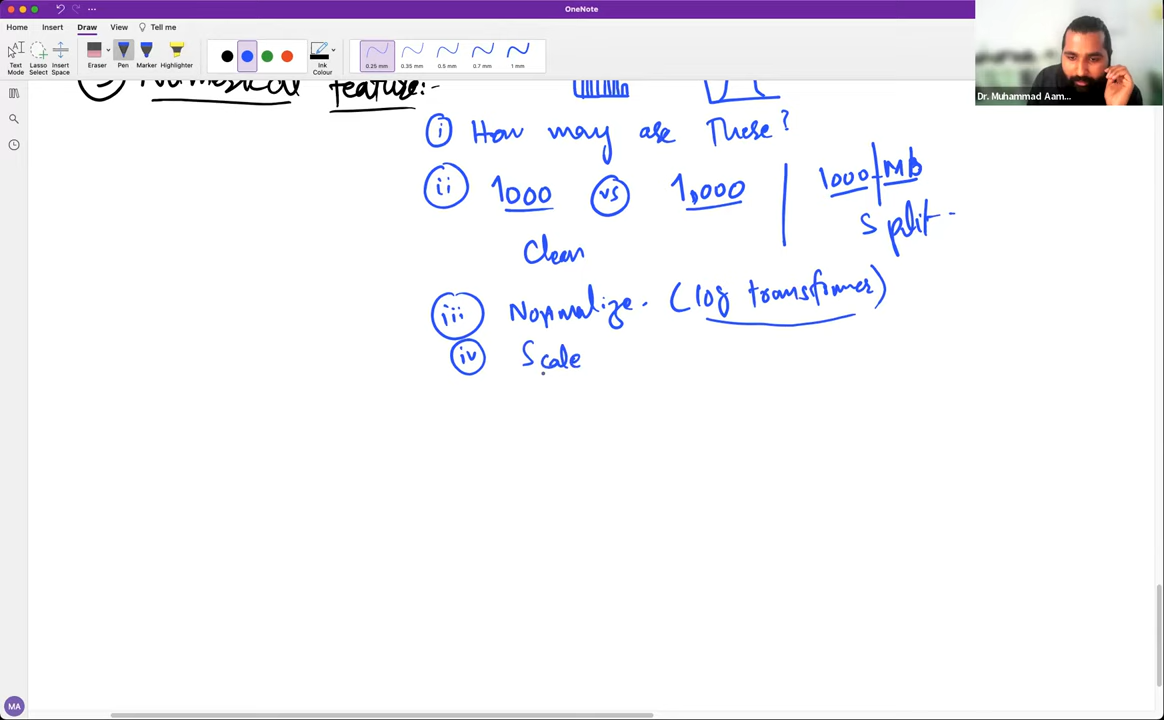 OneNote
Home Insert Draw View Tell me
Text Mode
Lasso Select
Insert Space
Eraser
Pen
Marker
Highlighter
Ink Colour
0.25 mm
0.35 mm
0.5 mm
0.7 mm
1 mm
Dr. Muhammad Aam...
Numerical feature:-
i How may are These?
ii 1000 vs 1,000 | 1000 | MB
Split -
Clean
iii Normalize. (log transformer)
iv Scale
MA